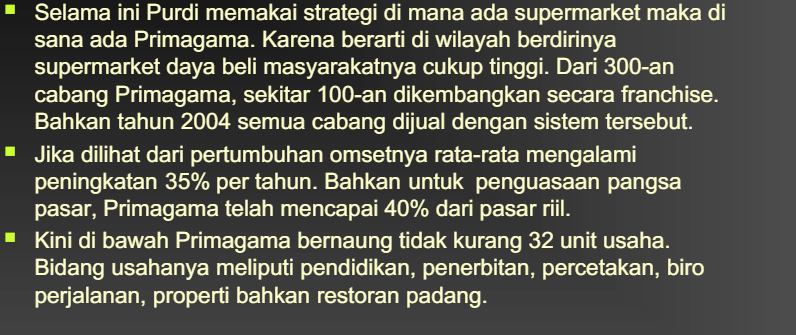 Selama ini Purdi memakai strategi di mana ada supermarket maka di
sana ada Primagama. Karena berarti di wilayah berdirinya
supermarket daya beli masyarakatnya cukup tinggi. Dari 300-an
cabang Primagama, sekitar 100-an dikembangkan secara franchise.
Bahkan tahun 2004 semua cabang dijual dengan sistem tersebut.
Jika dilihat dari pertumbuhan omsetnya rata-rata mengalami
peningkatan 35% per tahun. Bahkan untuk penguasaan pangsa
pasar, Primagama telah mencapai 40% dari pasar riil.
Kini di bawah Primagama bernaung tidak kurang 32 unit usaha.
Bidang usahanya meliputi pendidikan, penerbitan, percetakan, biro
perjalanan, properti bahkan restoran padang.